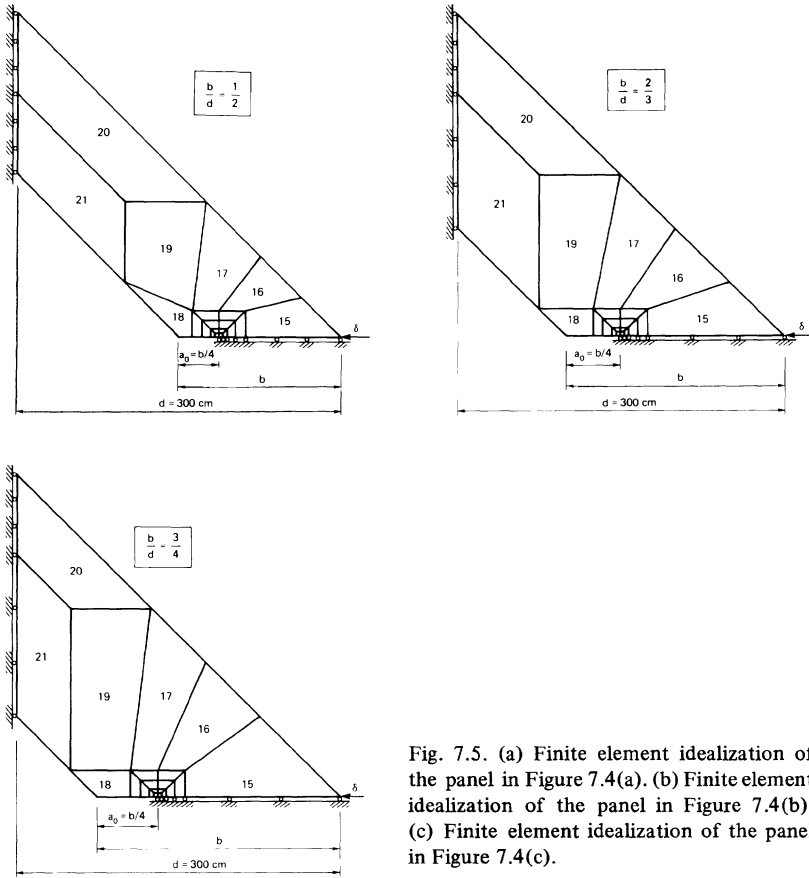 b/d = 1/2
20
21
19
17
16
18
15
δ
a₀ = b/4
b
d = 300 cm
b/d = 2/3
20
21
19
17
16
18
15
δ
a₀ = b/4
b
d = 300 cm
b/d = 3/4
20
21
19
17
16
18
15
δ
a₀ = b/4
b
d = 300 cm
Fig. 7.5. (a) Finite element idealization of
the panel in Figure 7.4(a). (b) Finite element
idealization of the panel in Figure 7.4(b)
(c) Finite element idealization of the pane
in Figure 7.4(c).